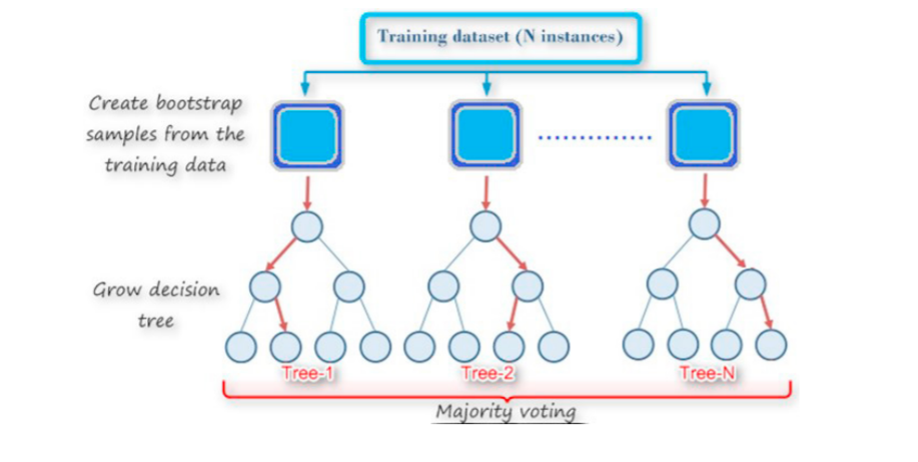 Training dataset (N instances)
Create bootstrap
samples from the
training data
Grow decision
tree
Tree-1
Tree-2
Tree-N
Majority voting